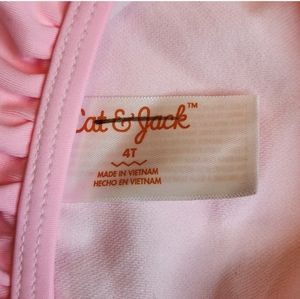 Cat & Jack™
4T
MADE IN VIETNAM
HECHO EN VIETNAM